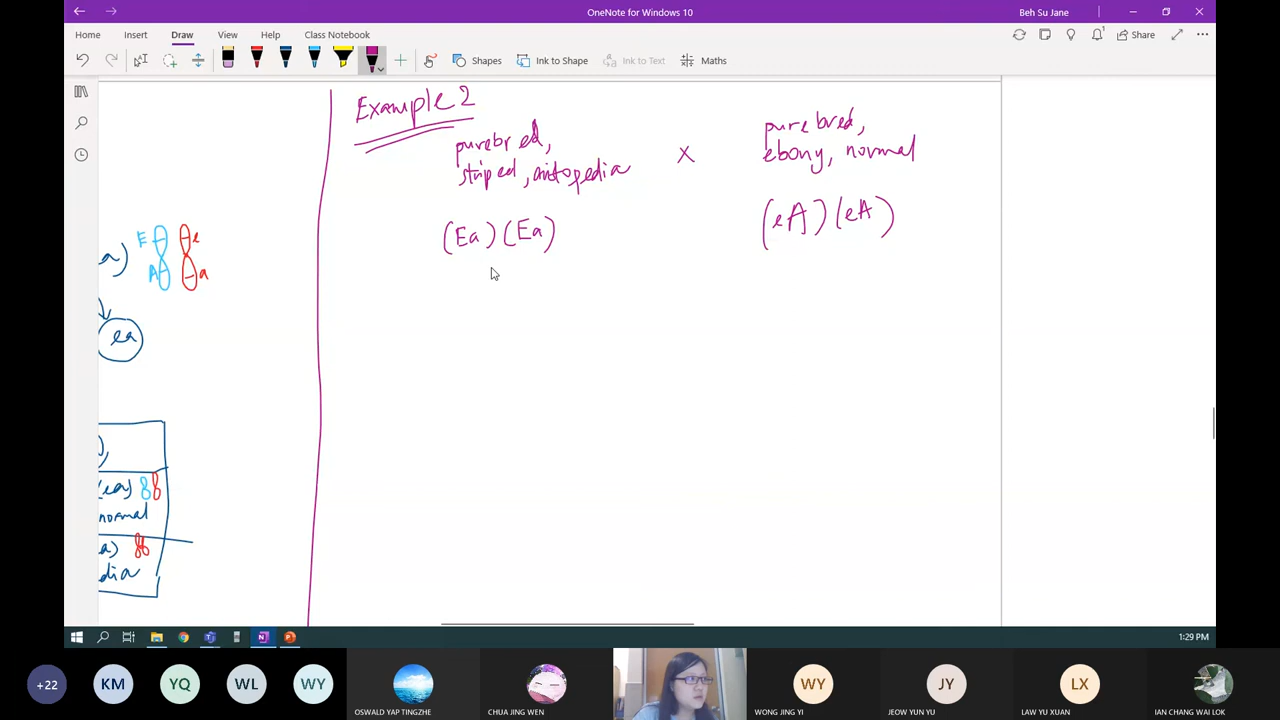 OneNote for Windows 10
Beh Su Jane
Home
Insert
Draw
View
Help
Class Notebook
Share
Shapes
Ink to Shape
Ink to Text
Maths
Example 2
purebred,
striped, aristopedia
X
purebred,
ebony, normal
(Ea) (Ea)
(eA) (eA)
a)
E
e
A
a
ea
),
(ea)
normal
a)
dia
1:29 PM
+22
KM
YQ
WL
WY
OSWALD YAP TINGZHE
CHUA JING WEN
WY
WONG JING YI
JY
JEOW YUN YU
LX
LAW YU XUAN
IAN CHANG WAI LOK